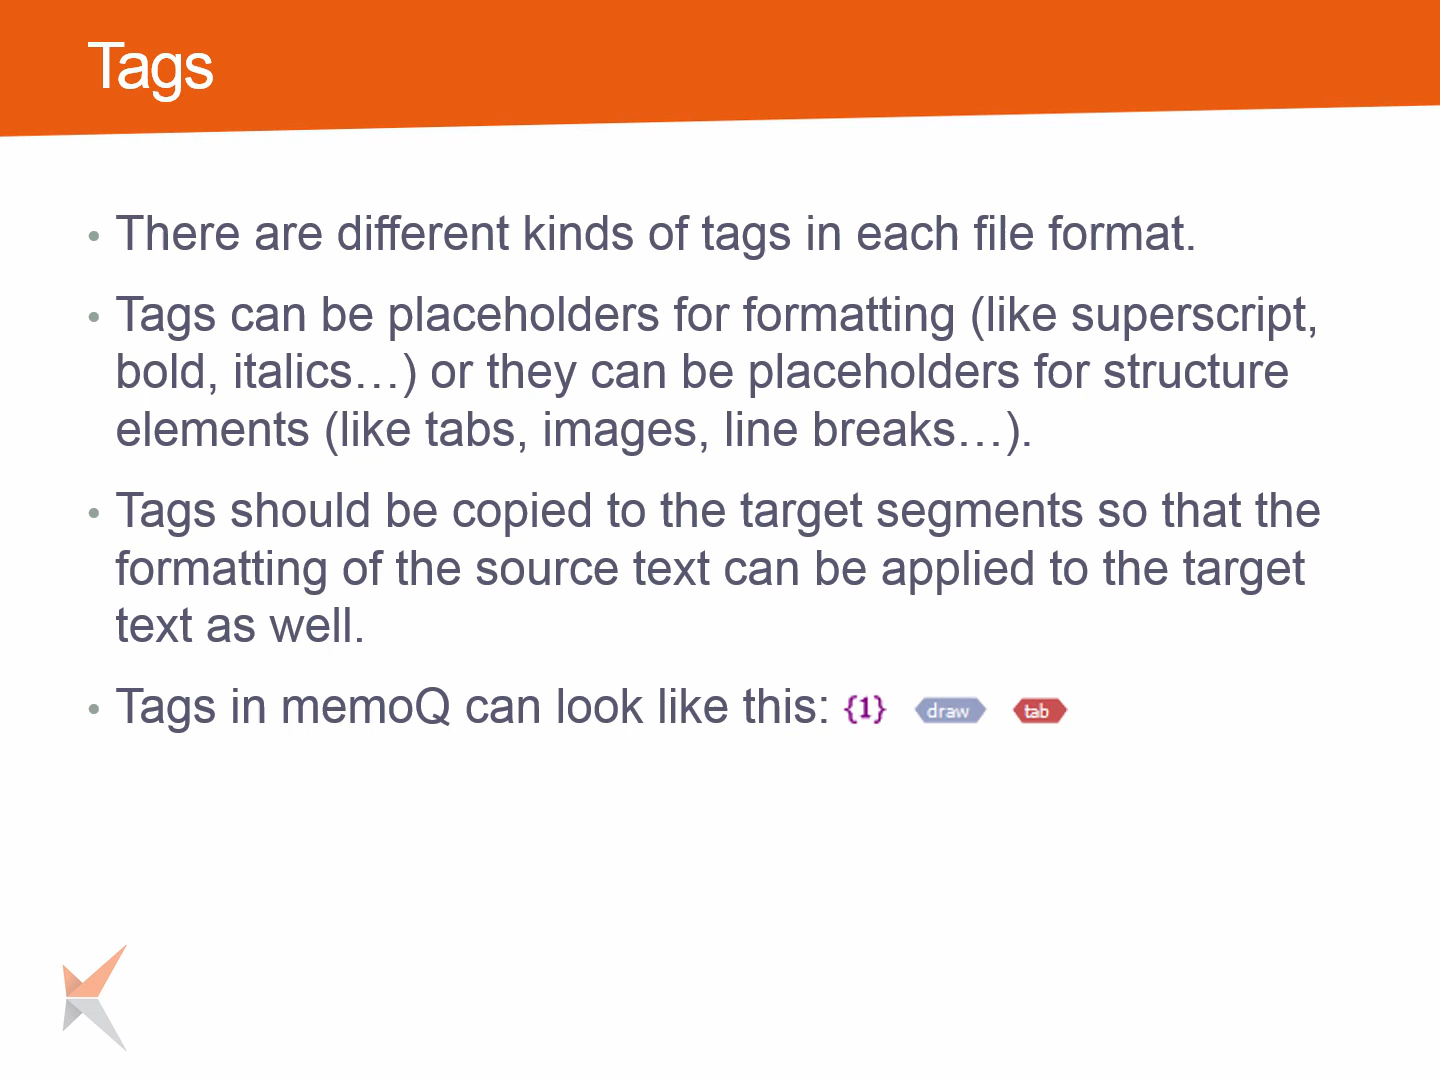 Tags
• There are different kinds of tags in each file format.
• Tags can be placeholders for formatting (like superscript,
bold, italics…) or they can be placeholders for structure
elements (like tabs, images, line breaks…).
• Tags should be copied to the target segments so that the
formatting of the source text can be applied to the target
text as well.
• Tags in memoQ can look like this: {1} draw tab